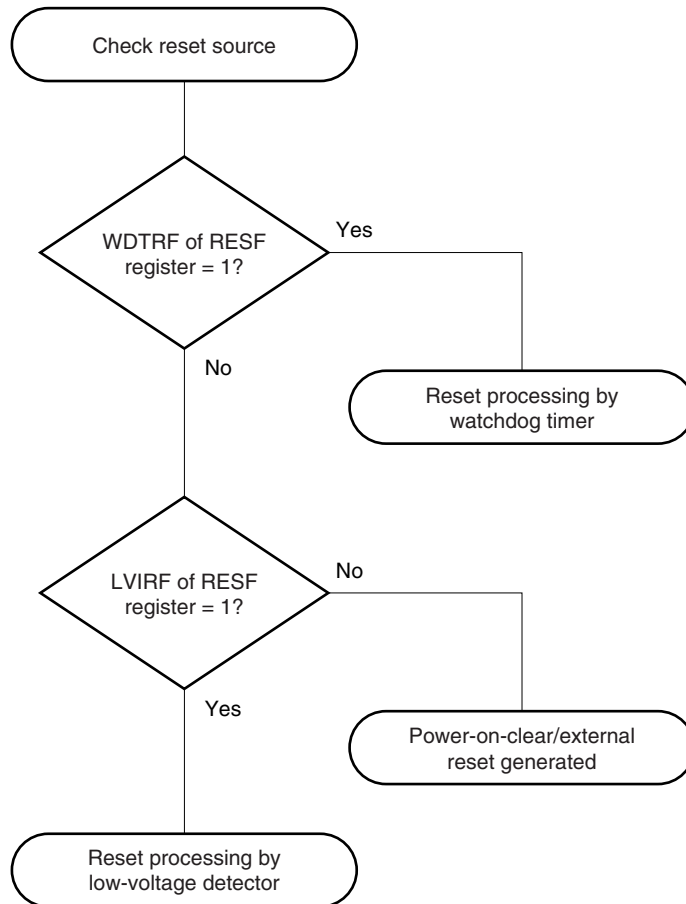 Check reset source
WDTRF of RESF
register = 1?
Yes
No
Reset processing by
watchdog timer
LVIRF of RESF
register = 1?
No
Yes
Power-on-clear/external
reset generated
Reset processing by
low-voltage detector